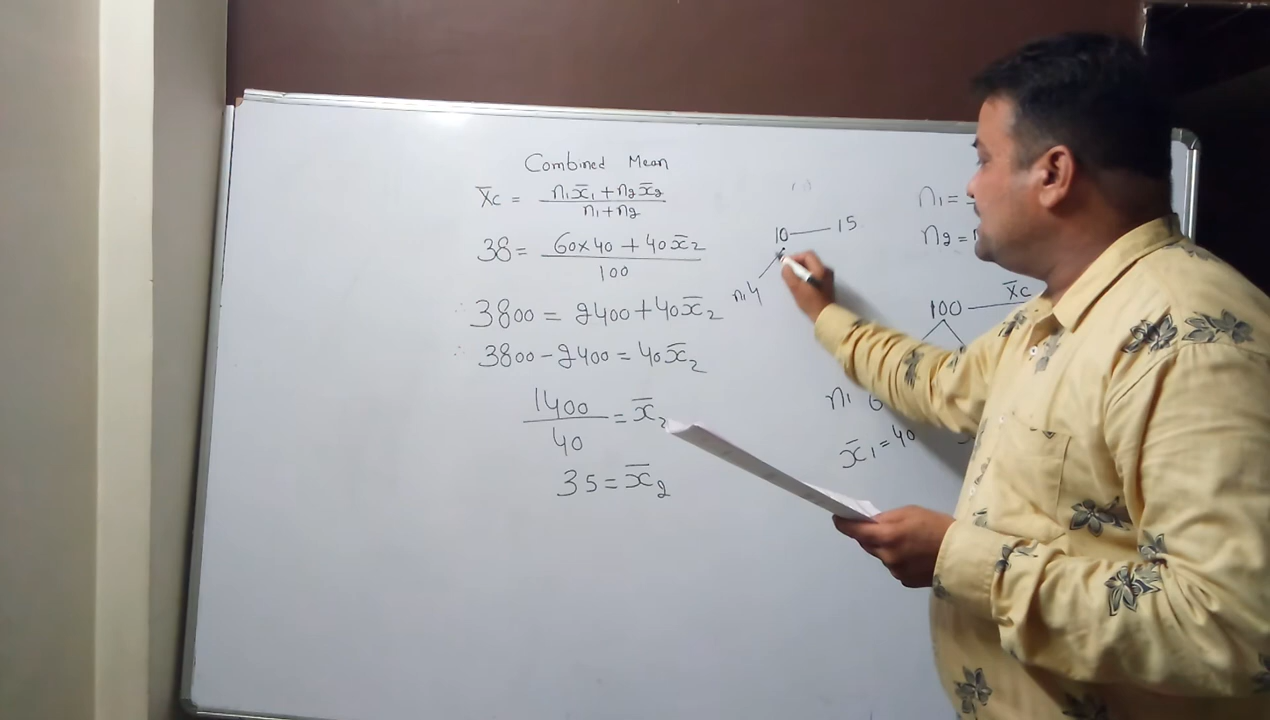 Combined Mean
X̄c = n₁x̄₁ + n₂x̄₂ / n₁ + n₂
38 = 60×40 + 40x̄₂ / 100
∴ 3800 = 2400 + 40x̄₂
∴ 3800 - 2400 = 40x̄₂
1400 / 40 = x̄₂
35 = x̄₂
10 — 15
n₁ 4
n₁ =
n₂ =
100 — X̄c
n₁ 6
x̄₁ = 40